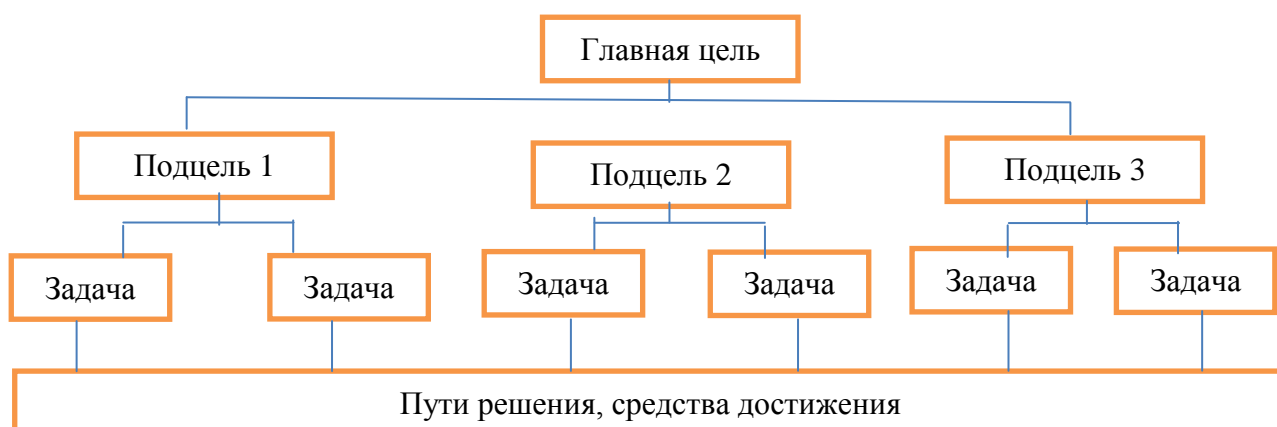 Главная цель
Подцель 1
Подцель 2
Подцель 3
Задача
Задача
Задача
Задача
Задача
Задача
Пути решения, средства достижения